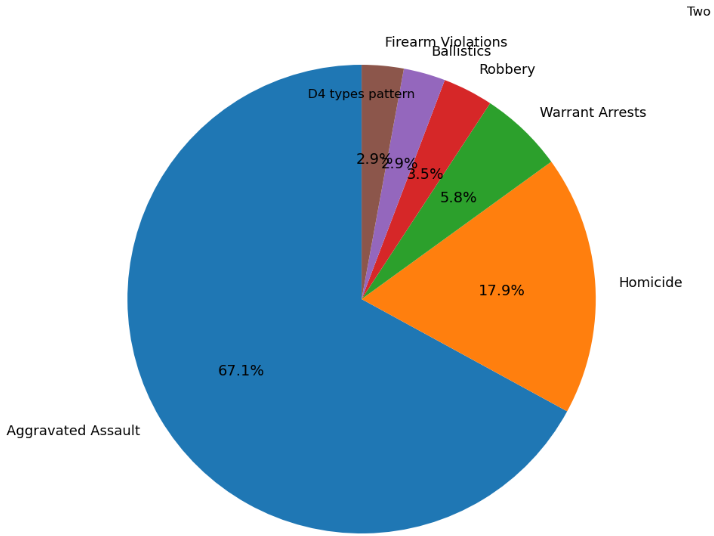 Two
Firearm Violations
Ballistics
Robbery
D4 types pattern
Warrant Arrests
2.9%
2.9%
3.5%
5.8%
Homicide
17.9%
67.1%
Aggravated Assault